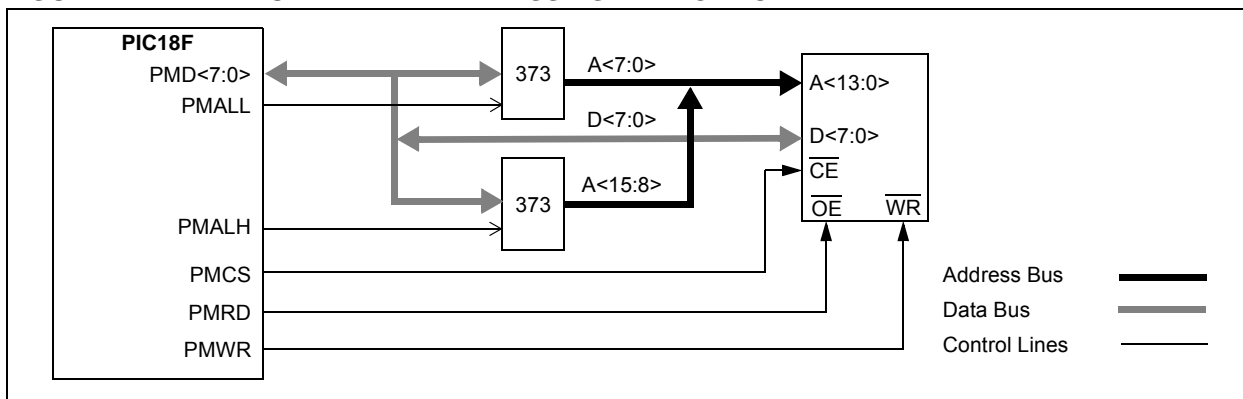 PIC18F
PMD<7:0>
PMALL
PMALH
PMCS
PMRD
PMWR
373
373
A<7:0>
D<7:0>
A<15:8>
A<13:0>
D<7:0>
CE
OE WR
Address Bus
Data Bus
Control Lines